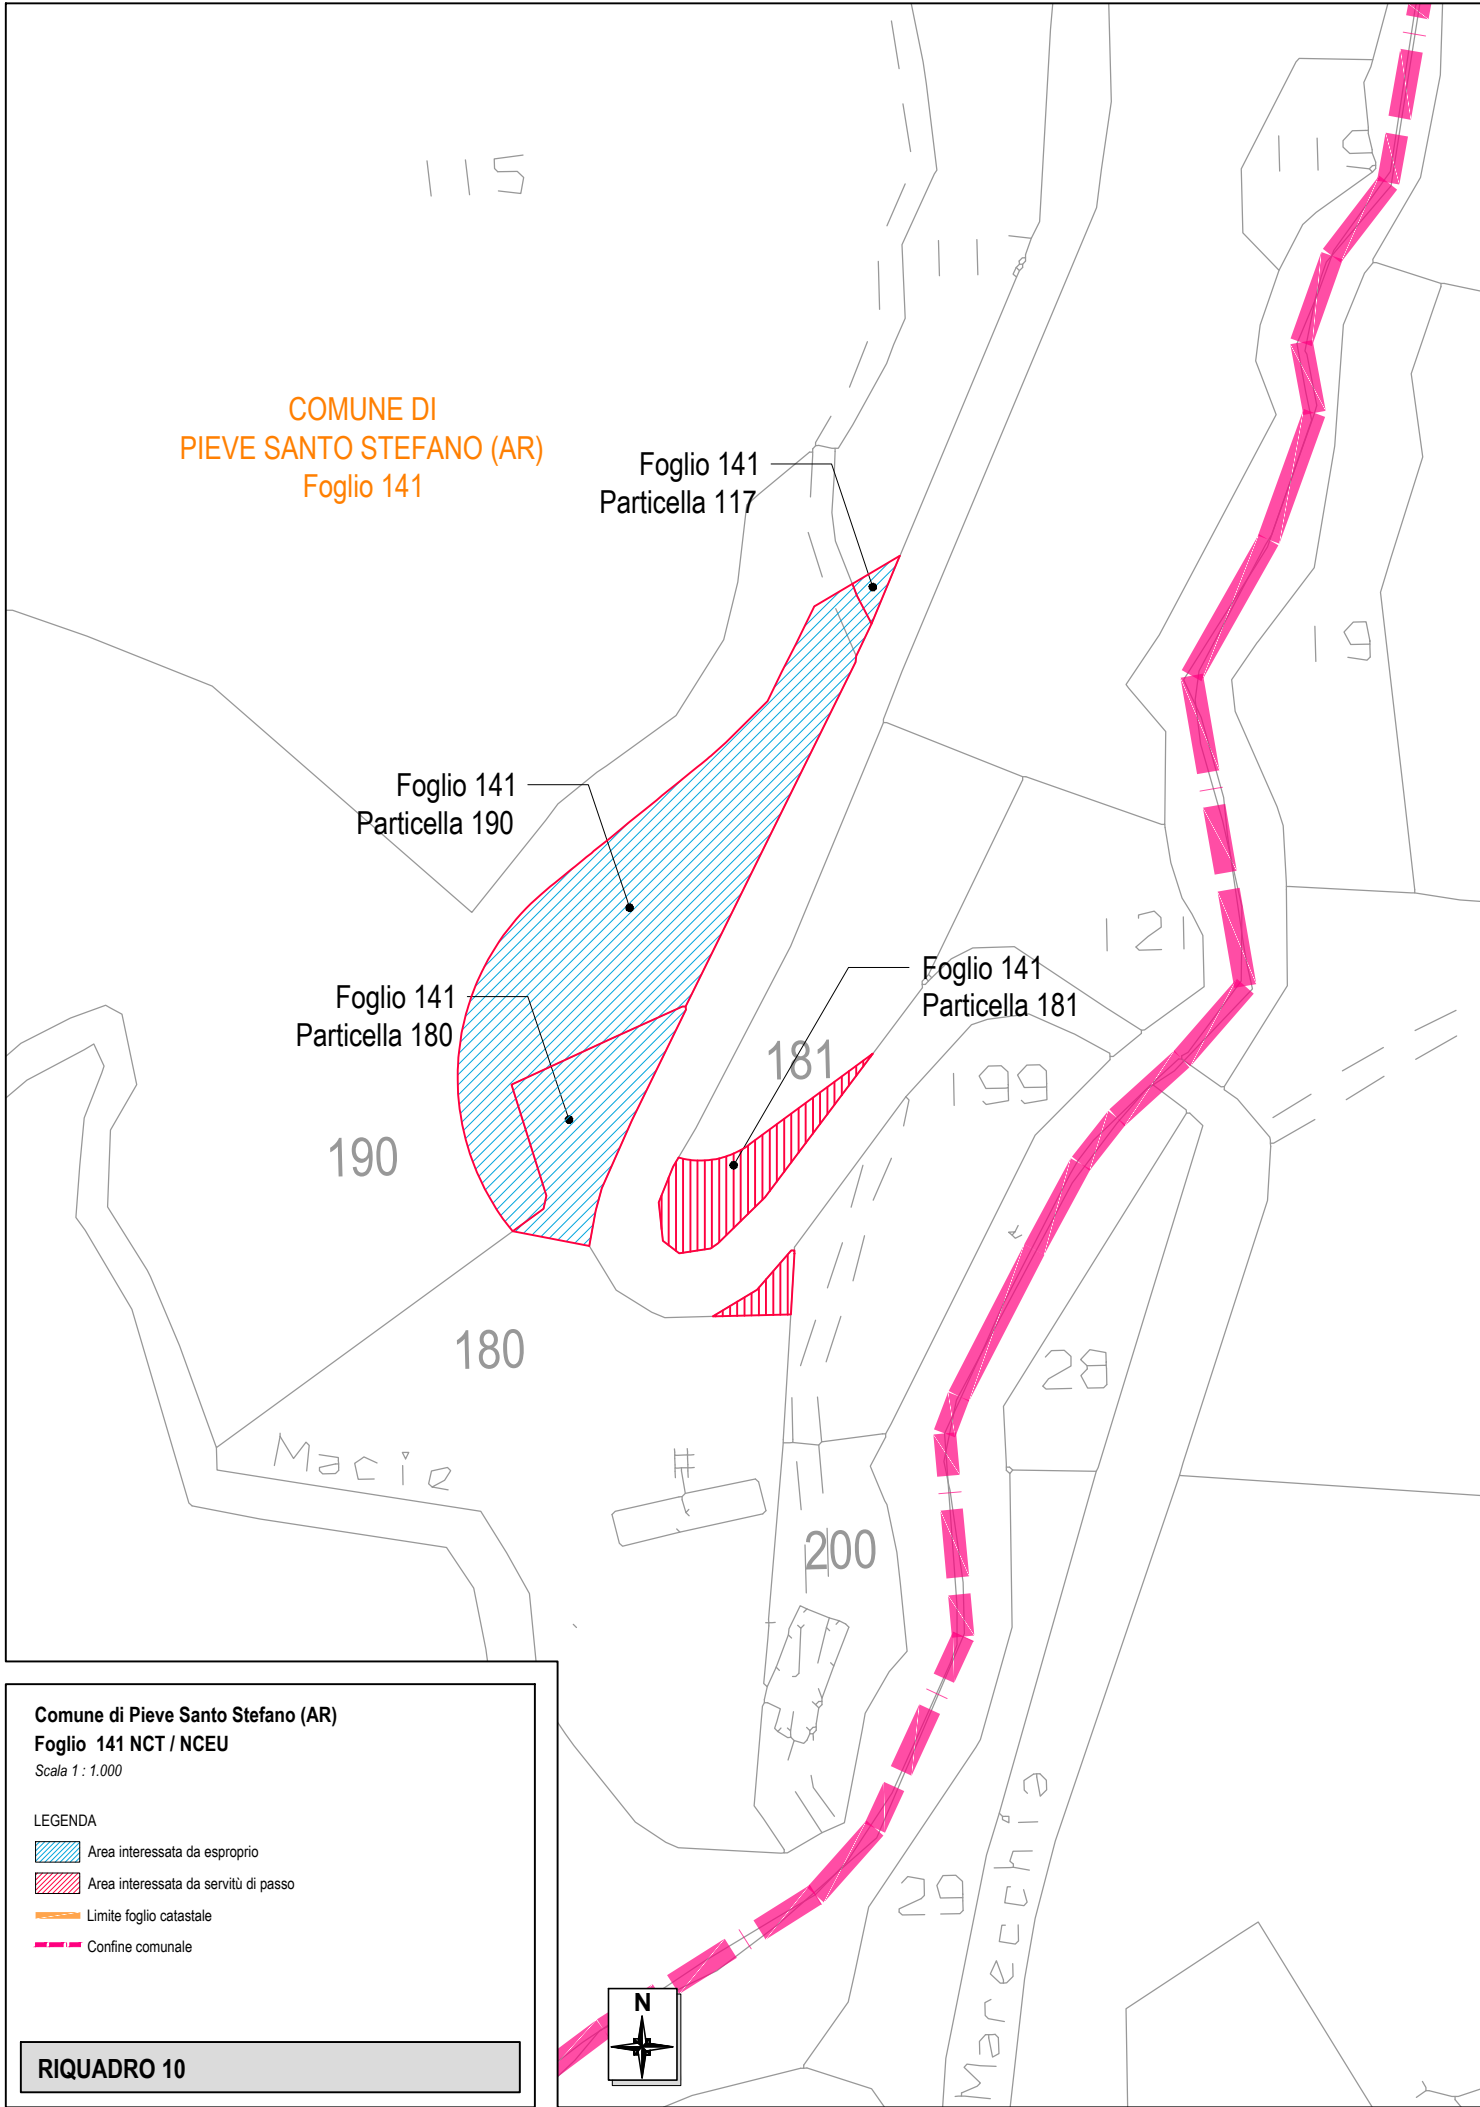 115
119
117
COMUNE DI
PIEVE SANTO STEFANO (AR)
Foglio 141
Foglio 141
Particella 117
19
Foglio 141
Particella 190
121
Foglio 141
Particella 181
Foglio 141
Particella 180
181
199
190
180
28
Macie
200
29
Marecchia
Comune di Pieve Santo Stefano (AR)
Foglio 141 NCT / NCEU
Scala 1 : 1.000
LEGENDA
Area interessata da esproprio
Area interessata da servitù di passo
Limite foglio catastale
Confine comunale
N
RIQUADRO 10